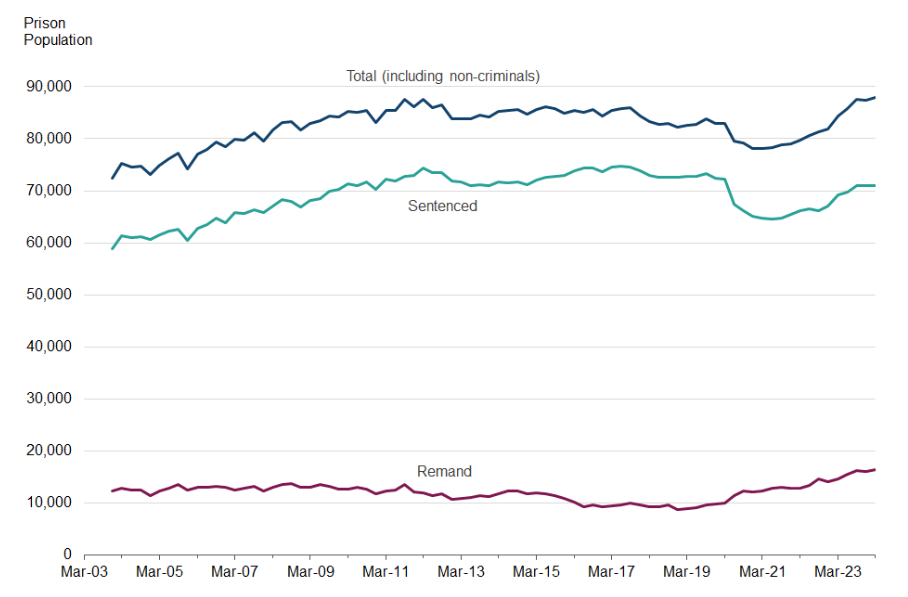 Prison
Population
Total (including non-criminals)
90,000
80,000
70,000
Sentenced
60,000
50,000
40,000
30,000
20,000
Remand
10,000
0
Mar-03 Mar-05 Mar-07 Mar-09 Mar-11 Mar-13 Mar-15 Mar-17 Mar-19 Mar-21 Mar-23